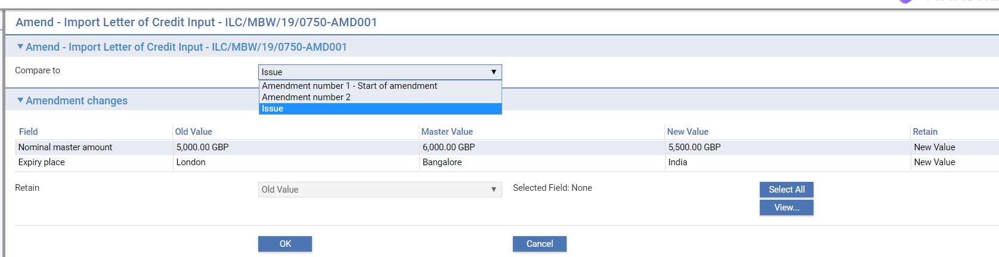 Amend - Import Letter of Credit Input - ILC/MBW/19/0750-AMD001
Amend - Import Letter of Credit Input - ILC/MBW/19/0750-AMD001
Compare to Issue
Amendment number 1 - Start of amendment
Amendment number 2
Issue
Amendment changes
Field Old Value Master Value New Value Retain
Nominal master amount 5,000.00 GBP 6,000.00 GBP 5,500.00 GBP New Value
Expiry place London Bangalore India New Value
Retain Old Value Selected Field: None Select All
View...
OK Cancel